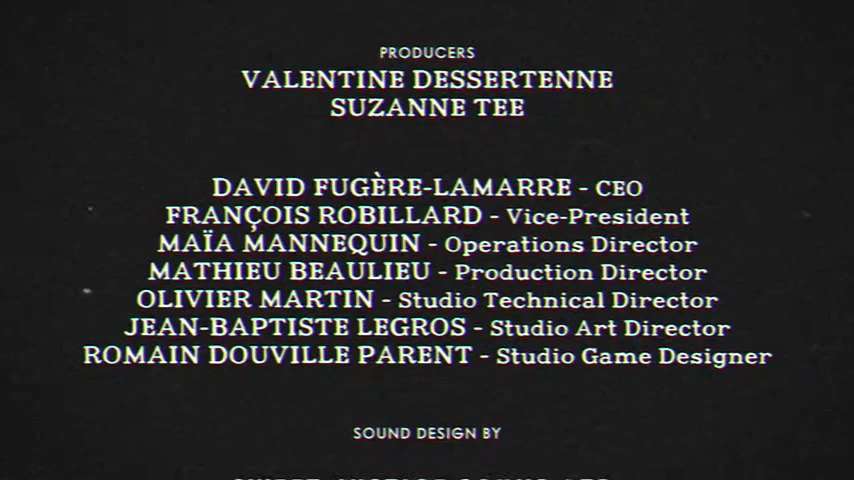 PRODUCERS
VALENTINE DESSERTENNE
SUZANNE TEE
DAVID FUGÈRE-LAMARRE - CEO
FRANÇOIS ROBILLARD - Vice-President
MAÏA MANNEQUIN - Operations Director
MATHIEU BEAULIEU - Production Director
OLIVIER MARTIN - Studio Technical Director
JEAN-BAPTISTE LEGROS - Studio Art Director
ROMAIN DOUVILLE PARENT - Studio Game Designer
SOUND DESIGN BY